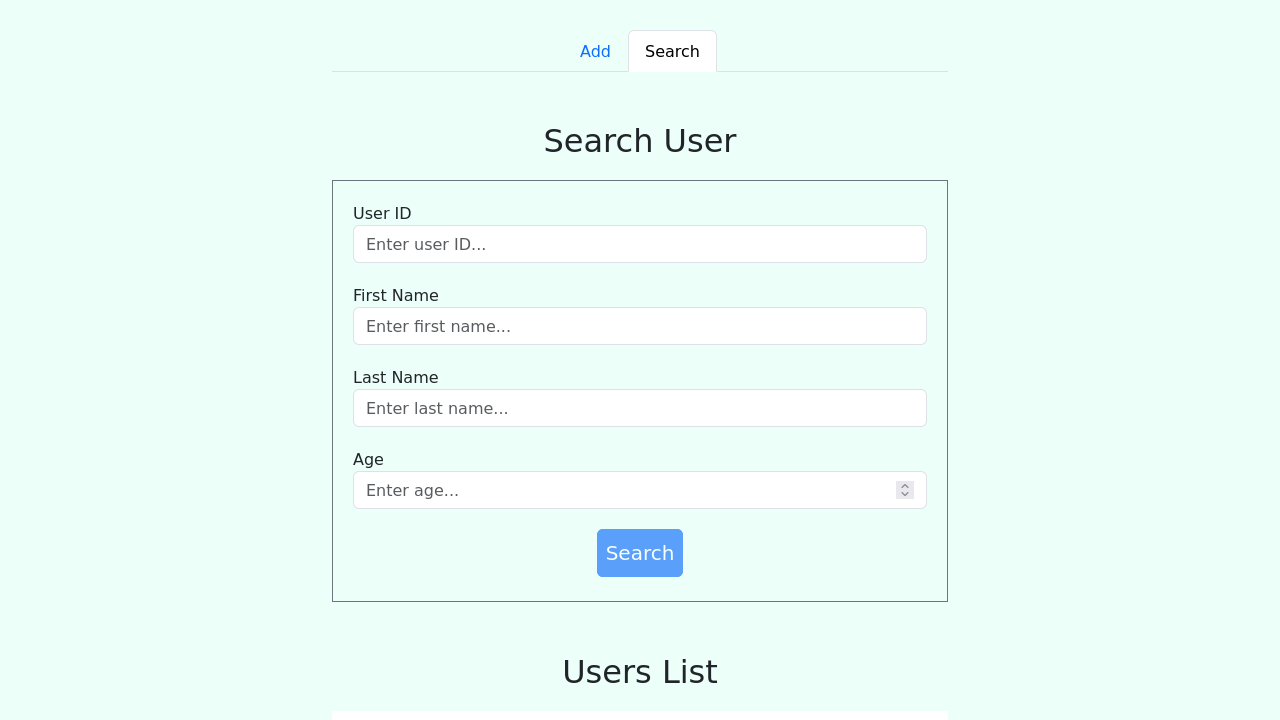 Add Search
Search User
User ID
Enter user ID...
First Name
Enter first name...
Last Name
Enter last name...
Age
Enter age...
Search
Users List